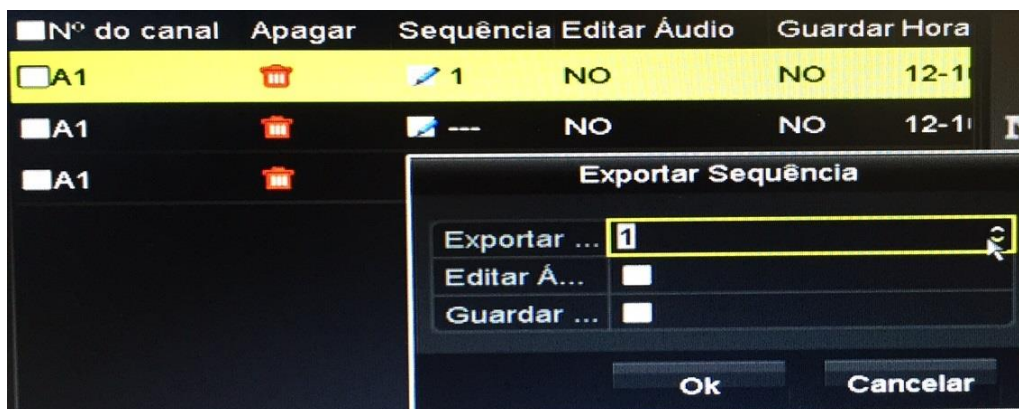 Nº do canal Apagar Sequência Editar Áudio Guardar Hora
A1 1 NO NO 12-1
A1 --- NO NO 12-1
A1
Exportar Sequência
Exportar ... 1
Editar Á...
Guardar ...
Ok Cancelar